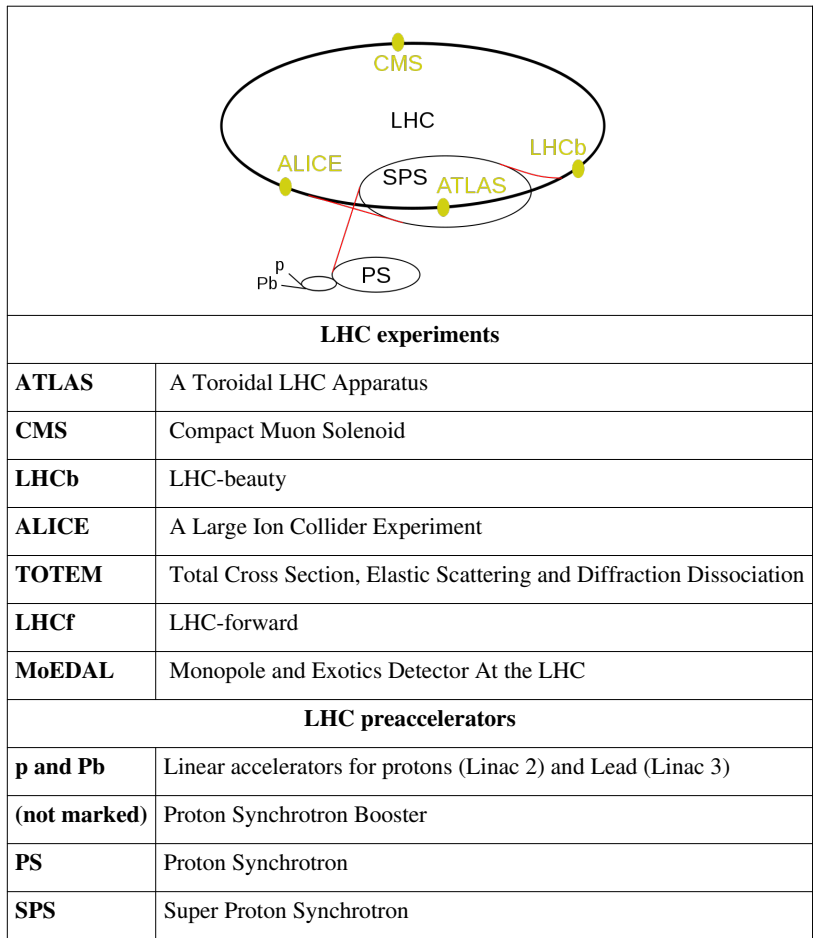 CMS
LHC
LHCb
ALICE
SPS
ATLAS
p
Pb
PS
LHC experiments
ATLAS A Toroidal LHC Apparatus
CMS Compact Muon Solenoid
LHCb LHC-beauty
ALICE A Large Ion Collider Experiment
TOTEM Total Cross Section, Elastic Scattering and Diffraction Dissociation
LHCf LHC-forward
MoEDAL Monopole and Exotics Detector At the LHC
LHC preaccelerators
p and Pb Linear accelerators for protons (Linac 2) and Lead (Linac 3)
(not marked) Proton Synchrotron Booster
PS Proton Synchrotron
SPS Super Proton Synchrotron